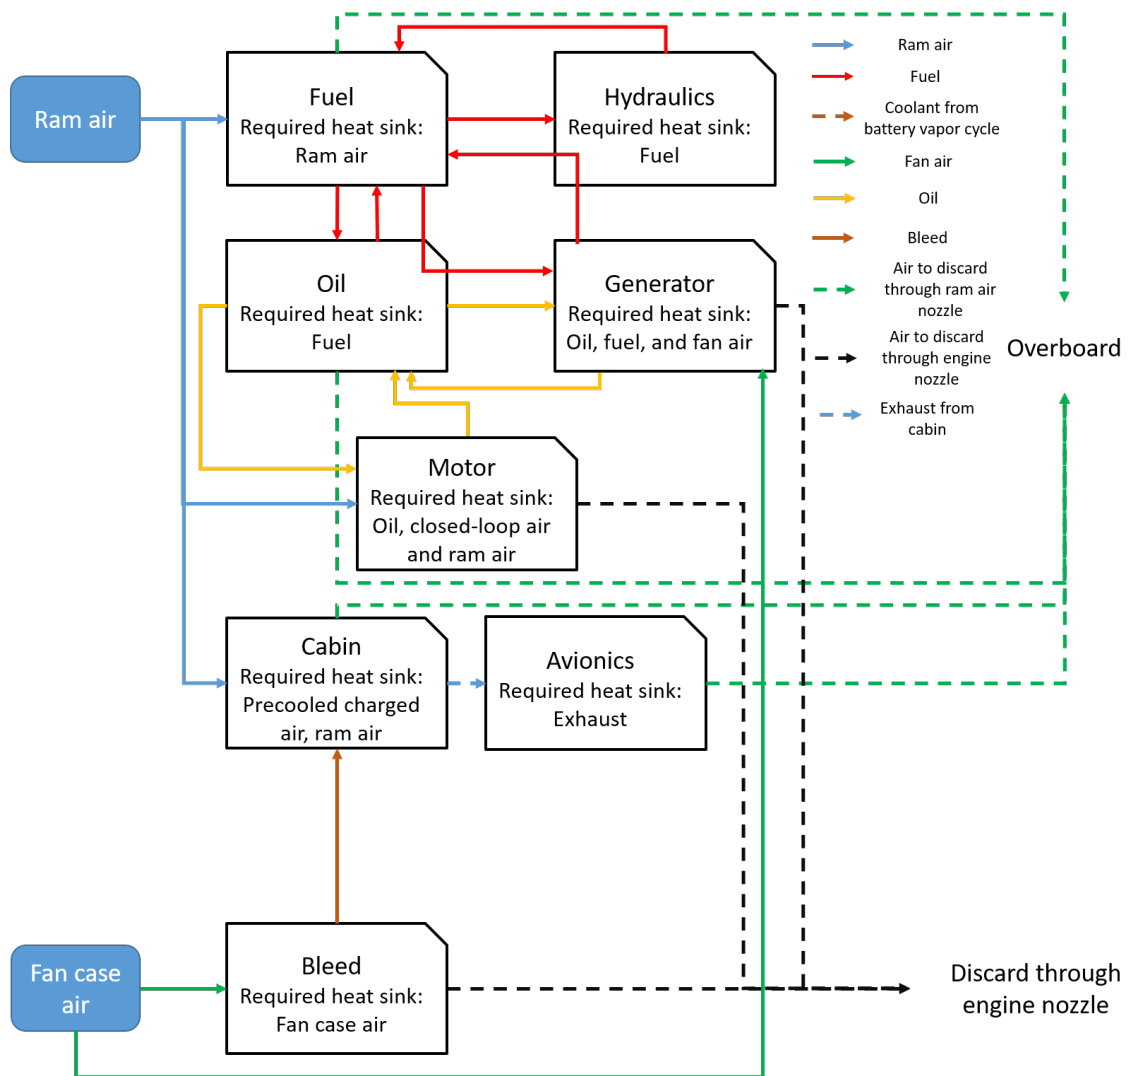 Ram air
Fuel
Required heat sink:
Ram air
Hydraulics
Required heat sink:
Fuel
Oil
Required heat sink:
Fuel
Generator
Required heat sink:
Oil, fuel, and fan air
Motor
Required heat sink:
Oil, closed-loop air
and ram air
Cabin
Required heat sink:
Precooled charged
air, ram air
Avionics
Required heat sink:
Exhaust
Fan case
air
Bleed
Required heat sink:
Fan case air
Ram air
Fuel
Coolant from
battery vapor cycle
Fan air
Oil
Bleed
Air to discard
through ram air
nozzle
Air to discard
through engine
nozzle
Exhaust from
cabin
Overboard
Discard through
engine nozzle